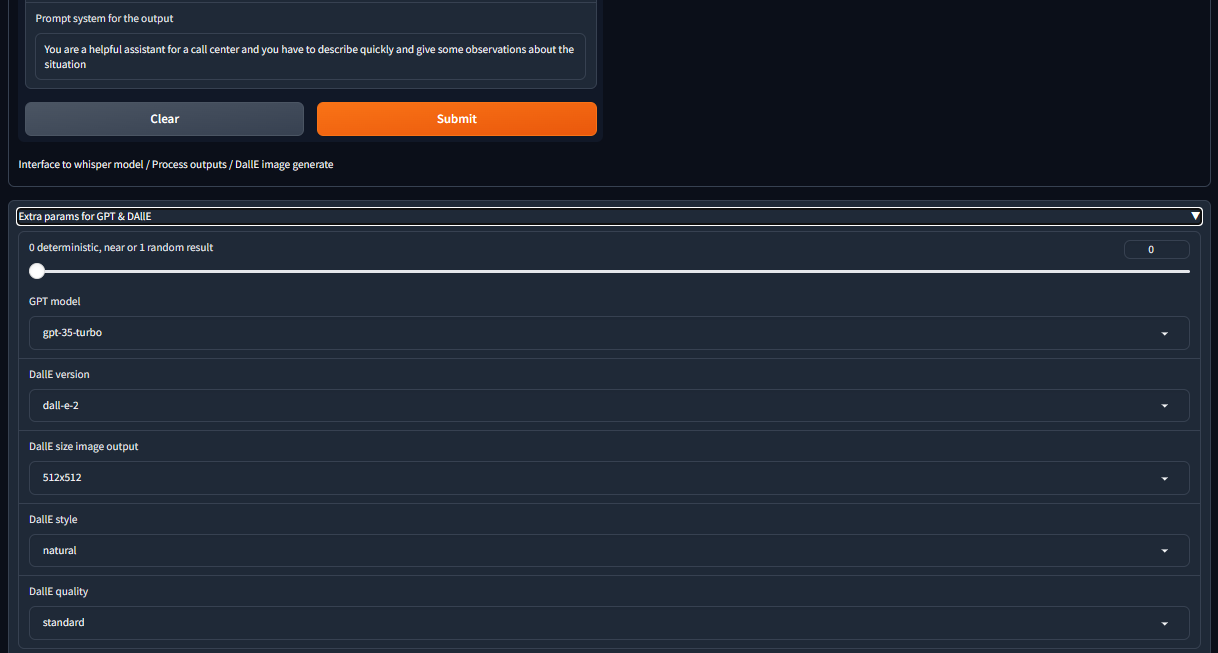 Prompt system for the output
You are a helpful assistant for a call center and you have to describe quickly and give some observations about the
situation
Clear
Submit
Interface to whisper model / Process outputs / DallE image generate
Extra params for GPT & DAllE
▼
0 deterministic, near or 1 random result
0
GPT model
gpt-35-turbo
DallE version
dall-e-2
DallE size image output
512x512
DallE style
natural
DallE quality
standard